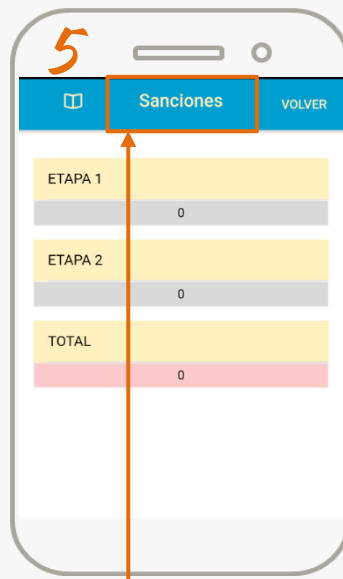 5
Sanciones
VOLVER
ETAPA 1
0
ETAPA 2
0
TOTAL
0